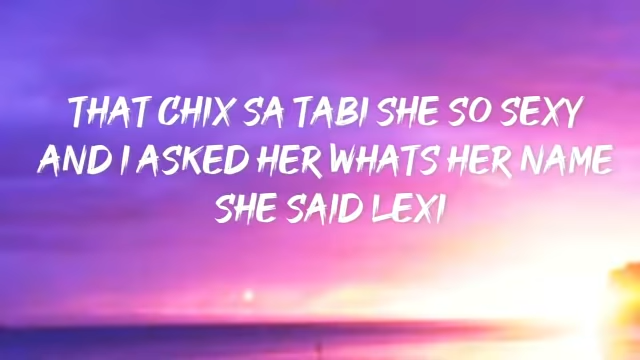 THAT CHIX SA TABI SHE SO SEXY
AND I ASKED HER WHATS HER NAME
SHE SAID LEXI